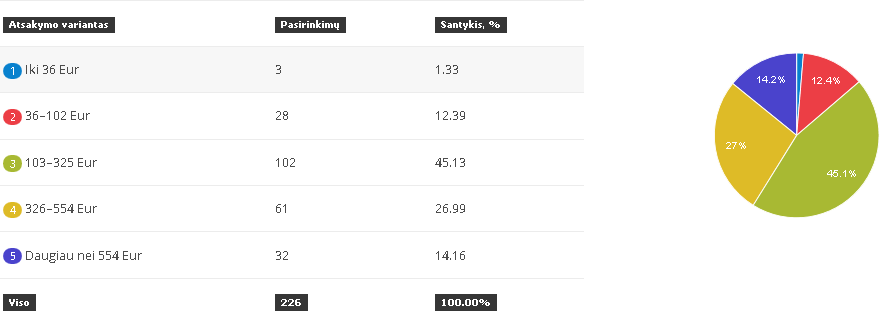 Atsakymo variantas Pasirinkimų Santykis, %
1 Iki 36 Eur 3 1.33
2 36–102 Eur 28 12.39
3 103–325 Eur 102 45.13
4 326–554 Eur 61 26.99
5 Daugiau nei 554 Eur 32 14.16
Viso 226 100.00%
14.2% 12.4%
27%
45.1%